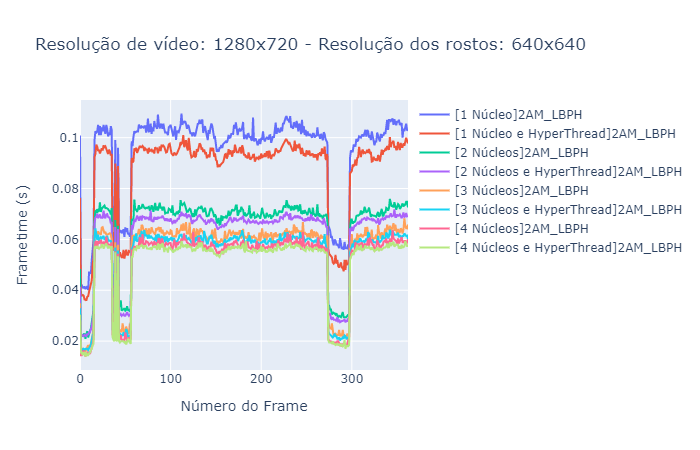 Resolução de vídeo: 1280x720 - Resolução dos rostos: 640x640
[1 Núcleo]2AM_LBPH
[1 Núcleo e HyperThread]2AM_LBPH
[2 Núcleos]2AM_LBPH
[2 Núcleos e HyperThread]2AM_LBPH
[3 Núcleos]2AM_LBPH
[3 Núcleos e HyperThread]2AM_LBPH
[4 Núcleos]2AM_LBPH
[4 Núcleos e HyperThread]2AM_LBPH
Frametime (s)
0.1
0.08
0.06
0.04
0.02
0 100 200 300
Número do Frame